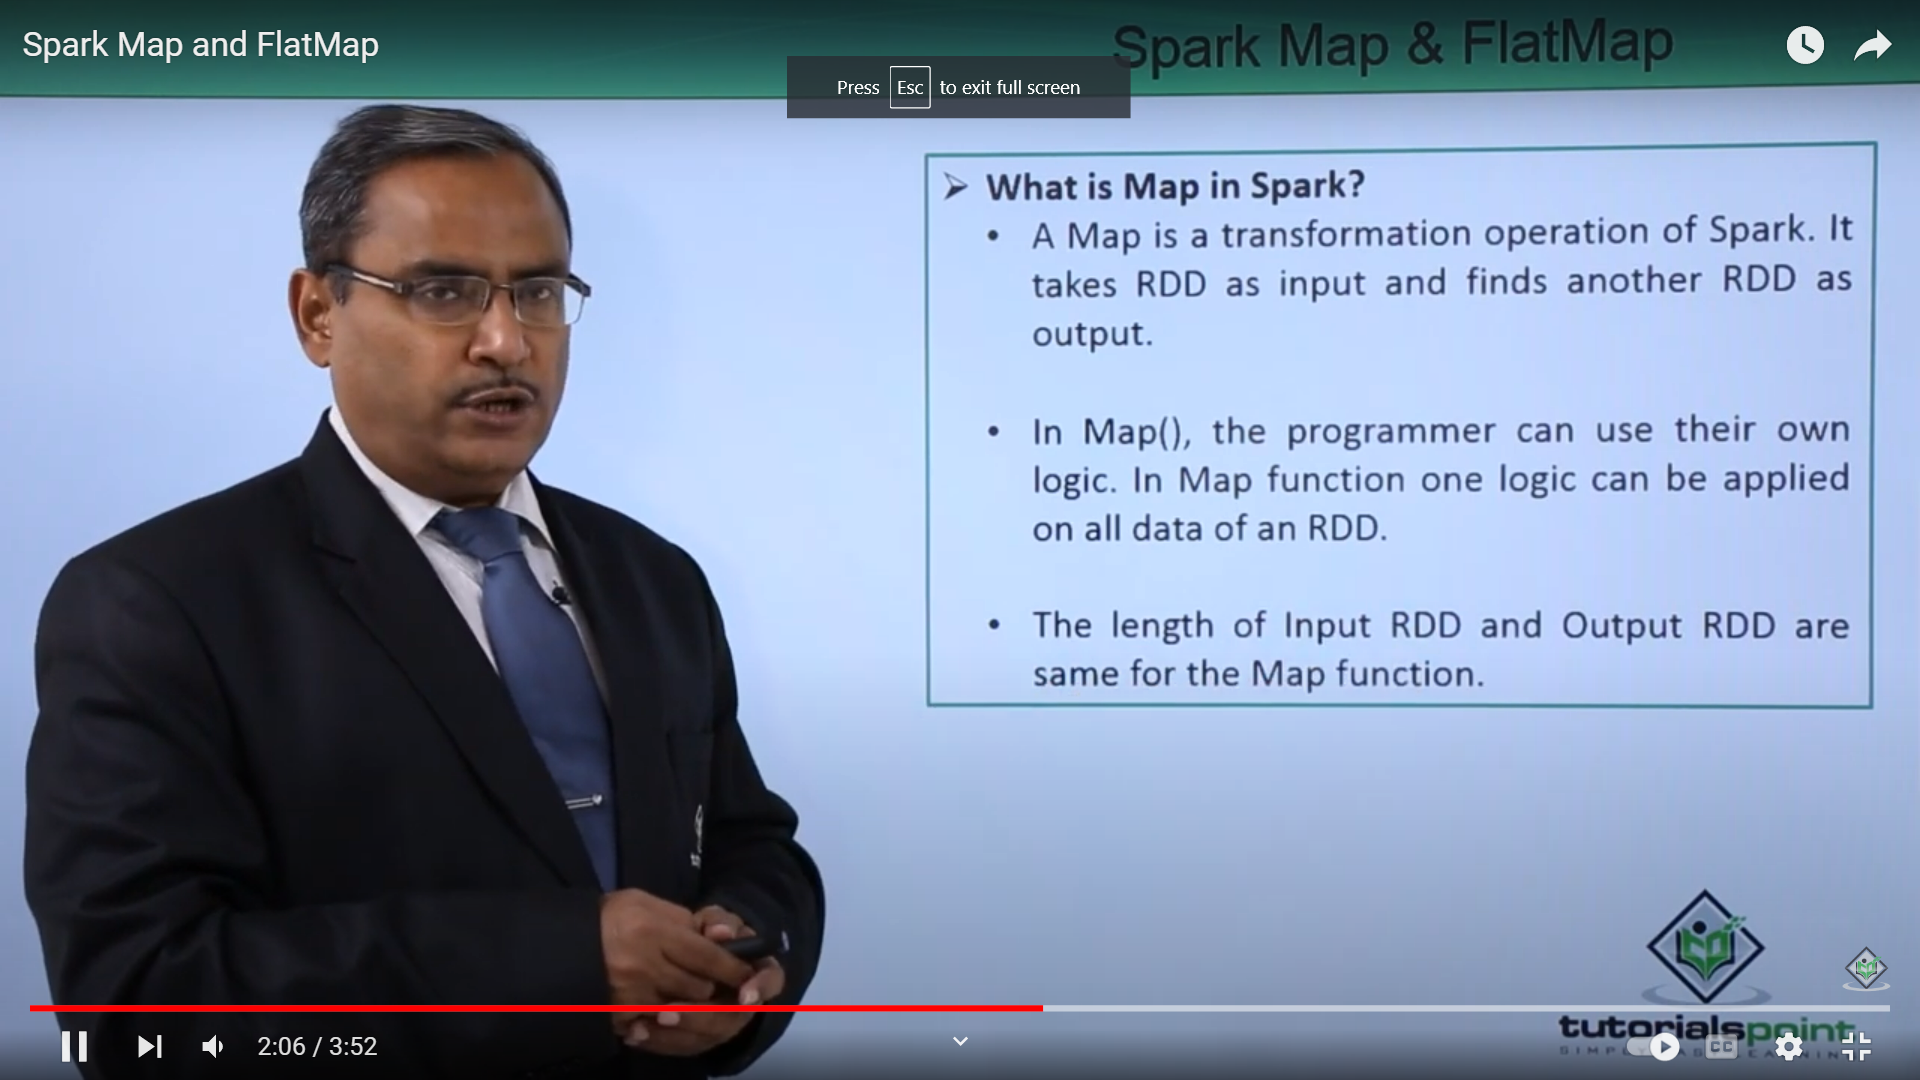 Spark Map and FlatMap
Spark Map & FlatMap
Press Esc to exit full screen
➢ What is Map in Spark?
• A Map is a transformation operation of Spark. It
takes RDD as input and finds another RDD as
output.
• In Map(), the programmer can use their own
logic. In Map function one logic can be applied
on all data of an RDD.
• The length of Input RDD and Output RDD are
same for the Map function.
2:06 / 3:52
tutorialspoint
CC